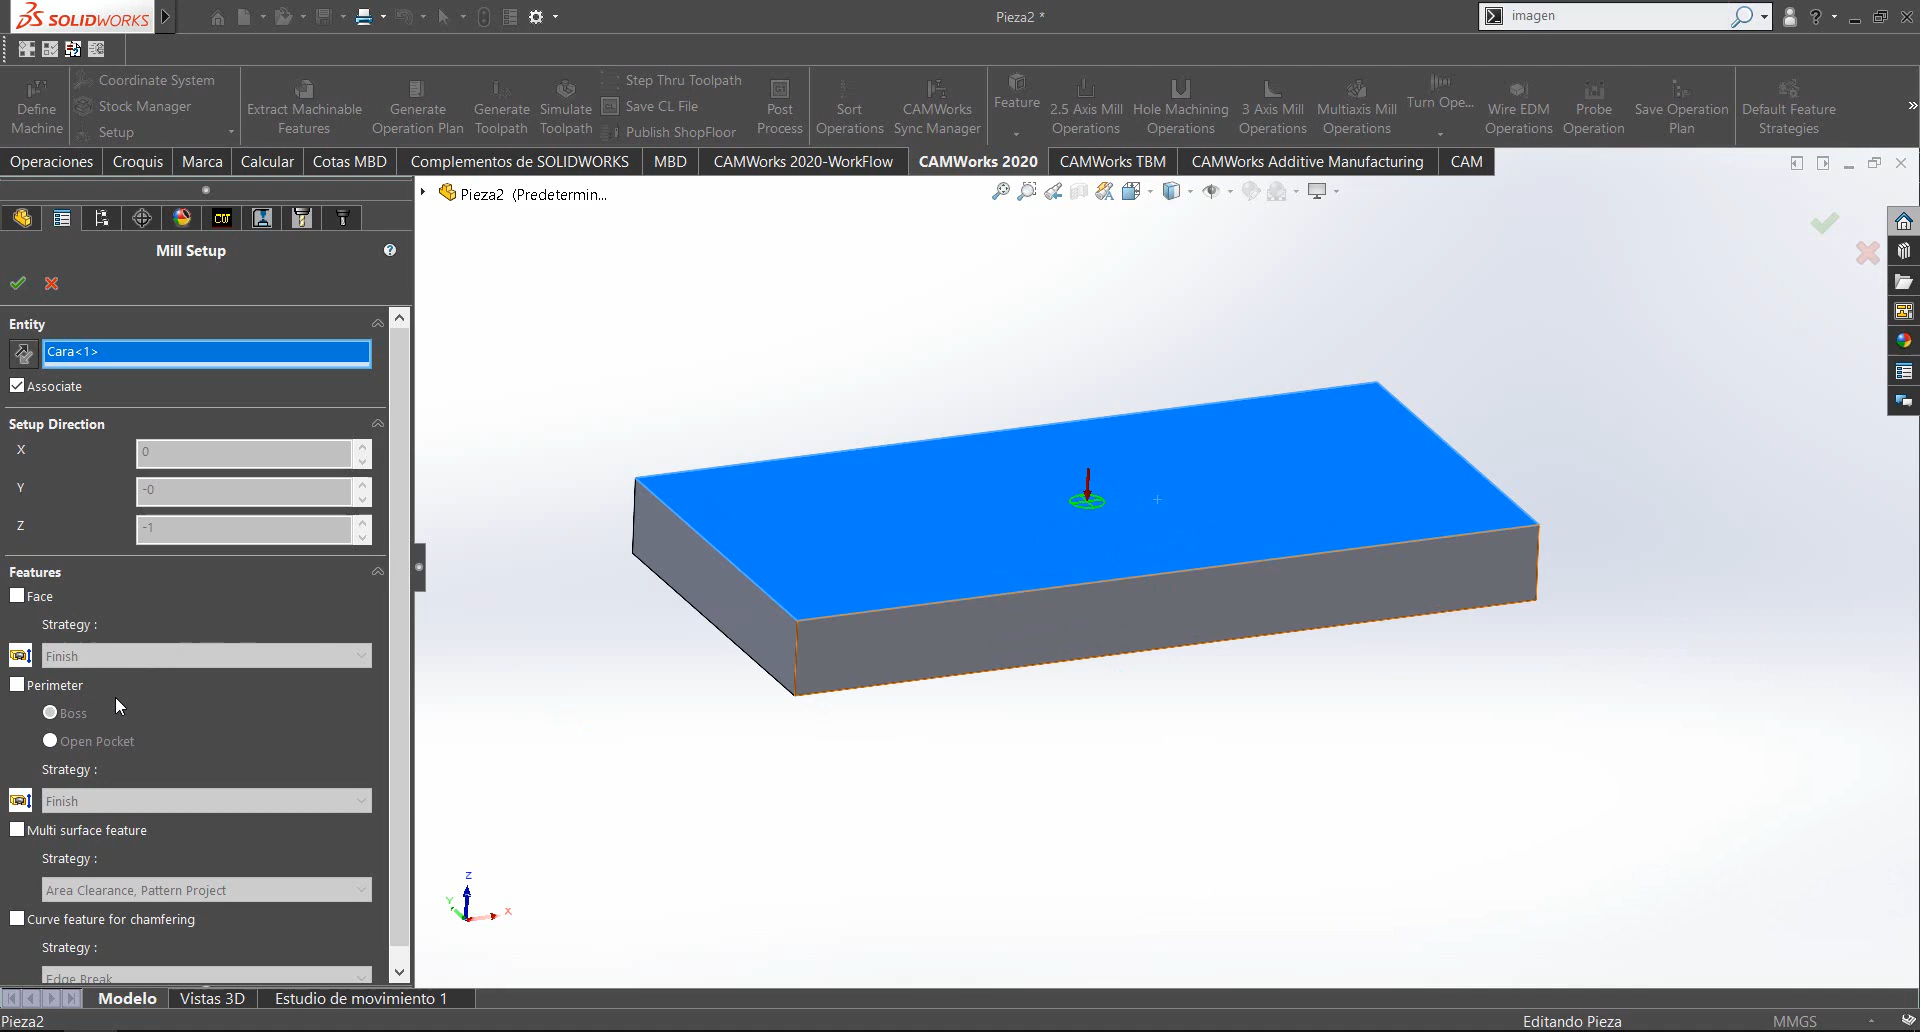 SOLIDWORKS
Pieza2 *
imagen
Define
Machine
Coordinate System
Stock Manager
Setup
Extract Machinable
Features
Generate
Operation Plan
Generate
Toolpath
Simulate
Toolpath
Step Thru Toolpath
Save CL File
Publish ShopFloor
Post
Process
Sort
Operations
CAMWorks
Sync Manager
Feature
2.5 Axis Mill
Operations
Hole Machining
Operations
3 Axis Mill
Operations
Multiaxis Mill
Operations
Turn Ope...
Wire EDM
Operations
Probe
Operation
Save Operation
Plan
Default Feature
Strategies
Operaciones
Croquis
Marca
Calcular
Cotas MBD
Complementos de SOLIDWORKS
MBD
CAMWorks 2020-WorkFlow
CAMWorks 2020
CAMWorks TBM
CAMWorks Additive Manufacturing
CAM
Pieza2 (Predetermin...
Mill Setup
Entity
Cara<1>
Associate
Setup Direction
X
0
Y
-0
Z
-1
Features
Face
Strategy :
Finish
Perimeter
Boss
Open Pocket
Strategy :
Finish
Multi surface feature
Strategy :
Area Clearance, Pattern Project
Curve feature for chamfering
Strategy :
Edge Break
Z
Y
X
Modelo
Vistas 3D
Estudio de movimiento 1
Pieza2
Editando Pieza
MMGS